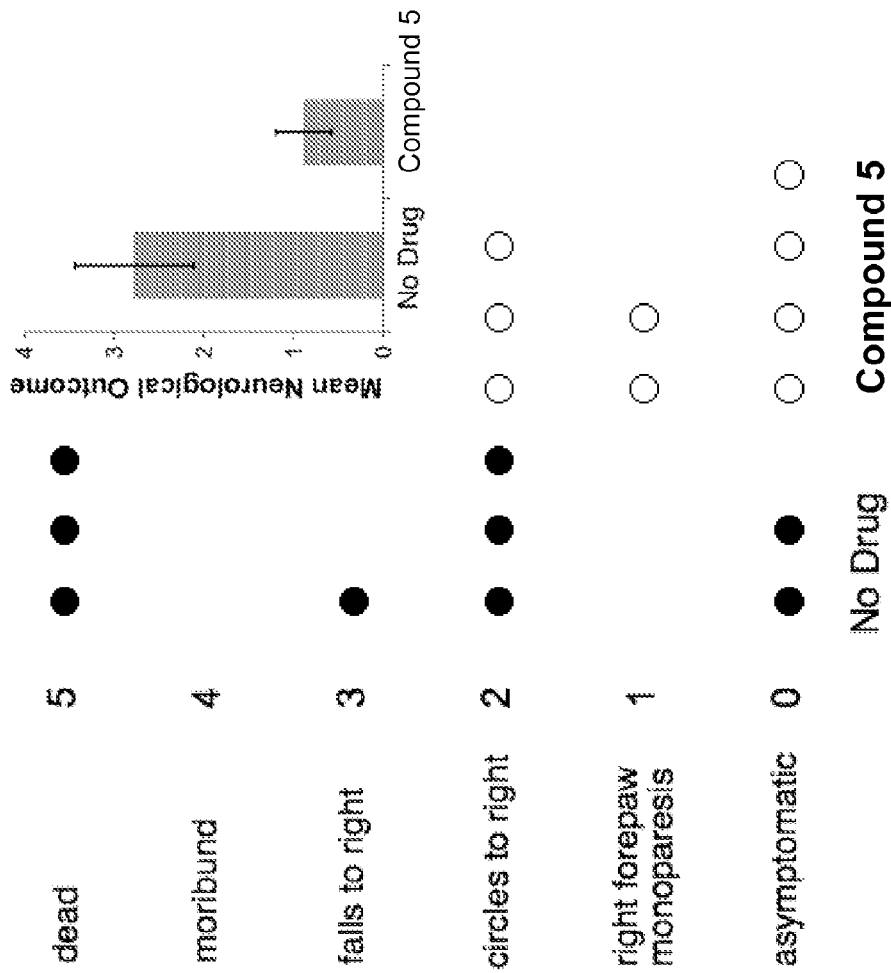 dead 5
moribund 4
falls to right 3
circles to right 2
right forepaw
monoparesis 1
asymptomatic 0
No Drug
Compound 5
Mean Neurological Outcome
4
3
2
1
0
No Drug
Compound 5